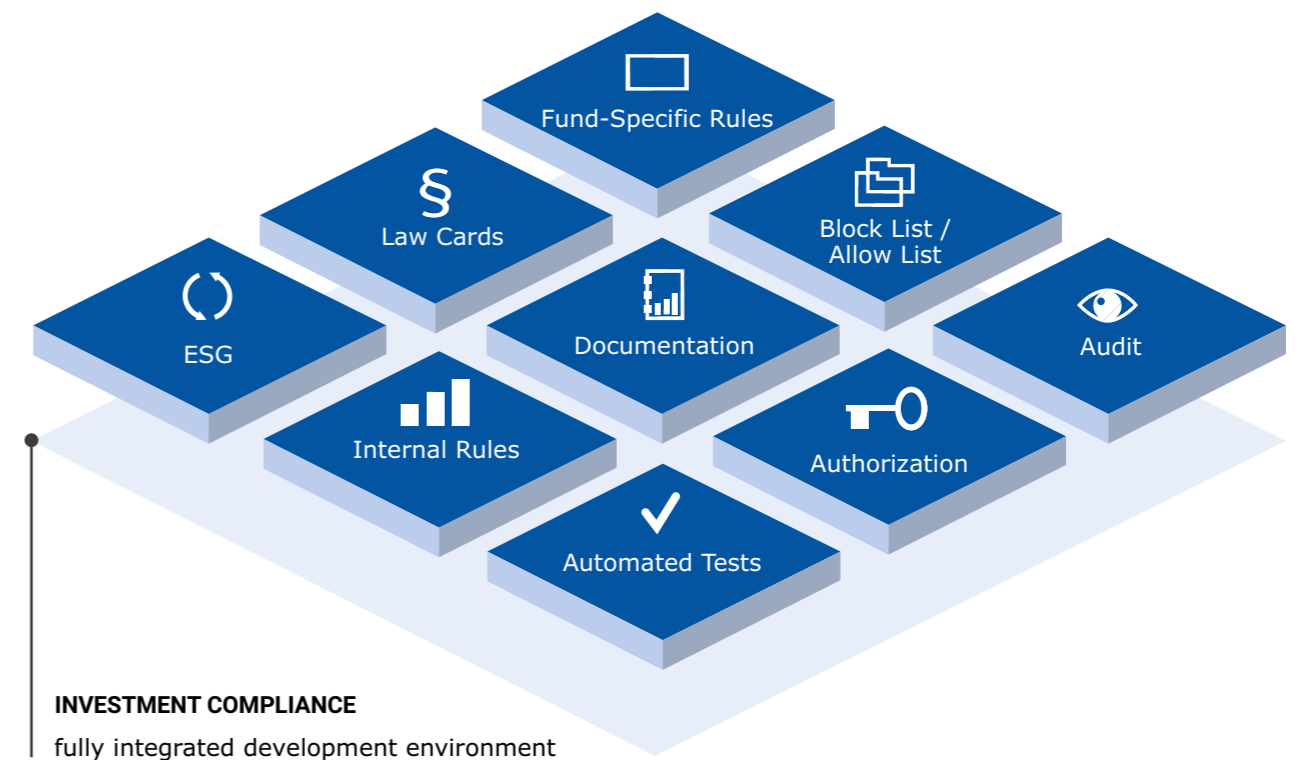 Fund-Specific Rules
§
Law Cards
Block List /
Allow List
ESG
Documentation
Audit
Internal Rules
Authorization
Automated Tests
INVESTMENT COMPLIANCE
fully integrated development environment